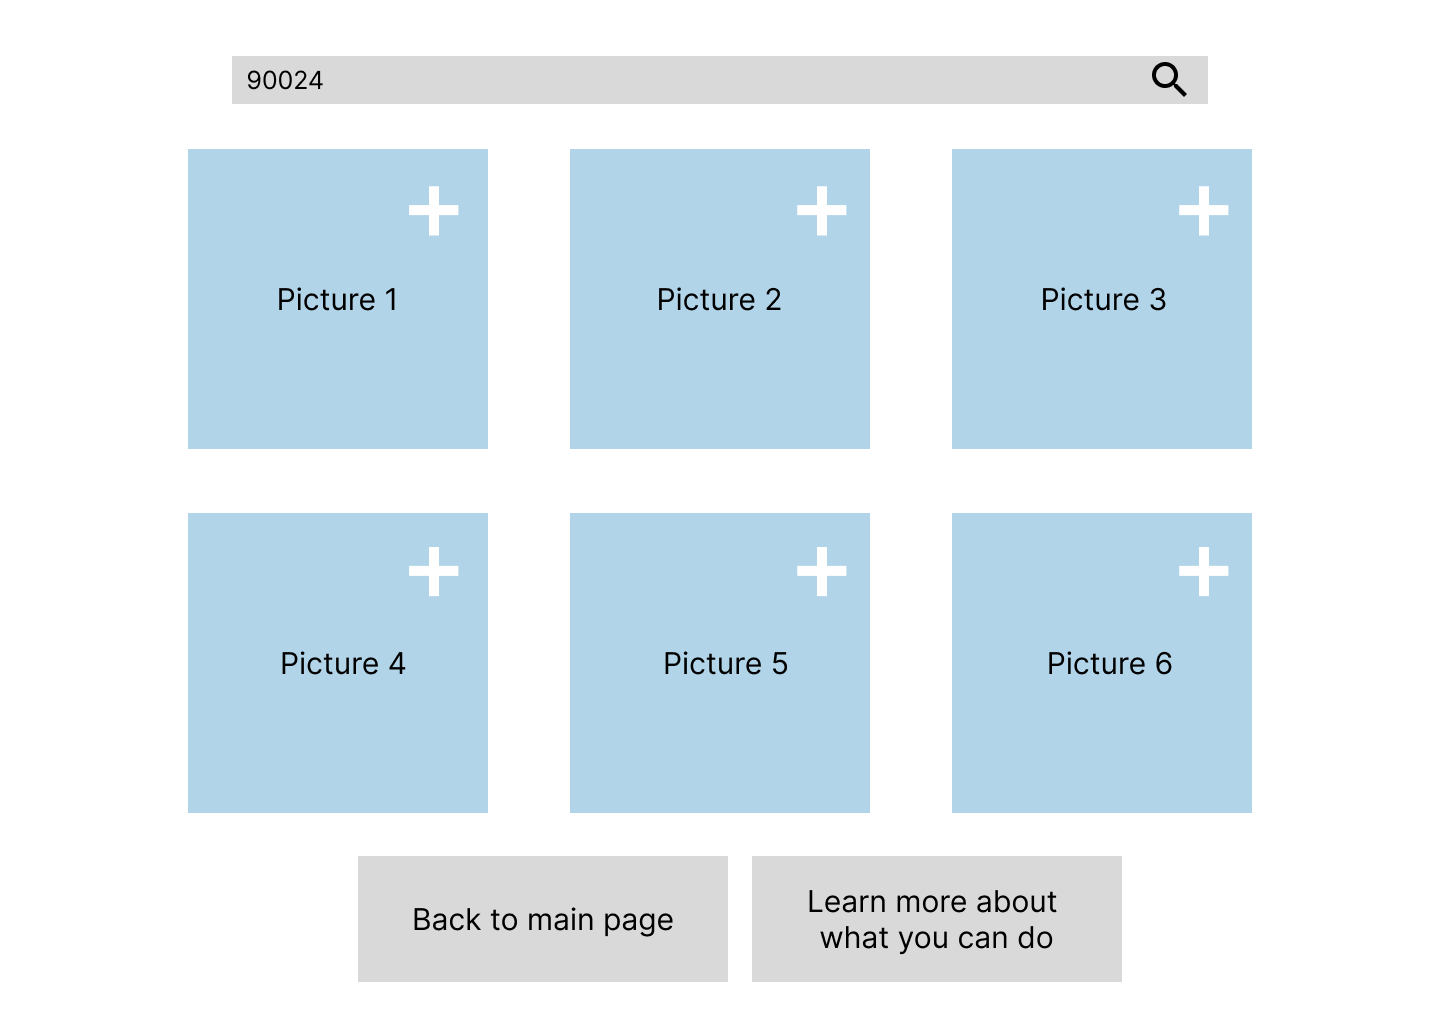 90024
Picture 1
Picture 2
Picture 3
Picture 4
Picture 5
Picture 6
Back to main page
Learn more about
what you can do